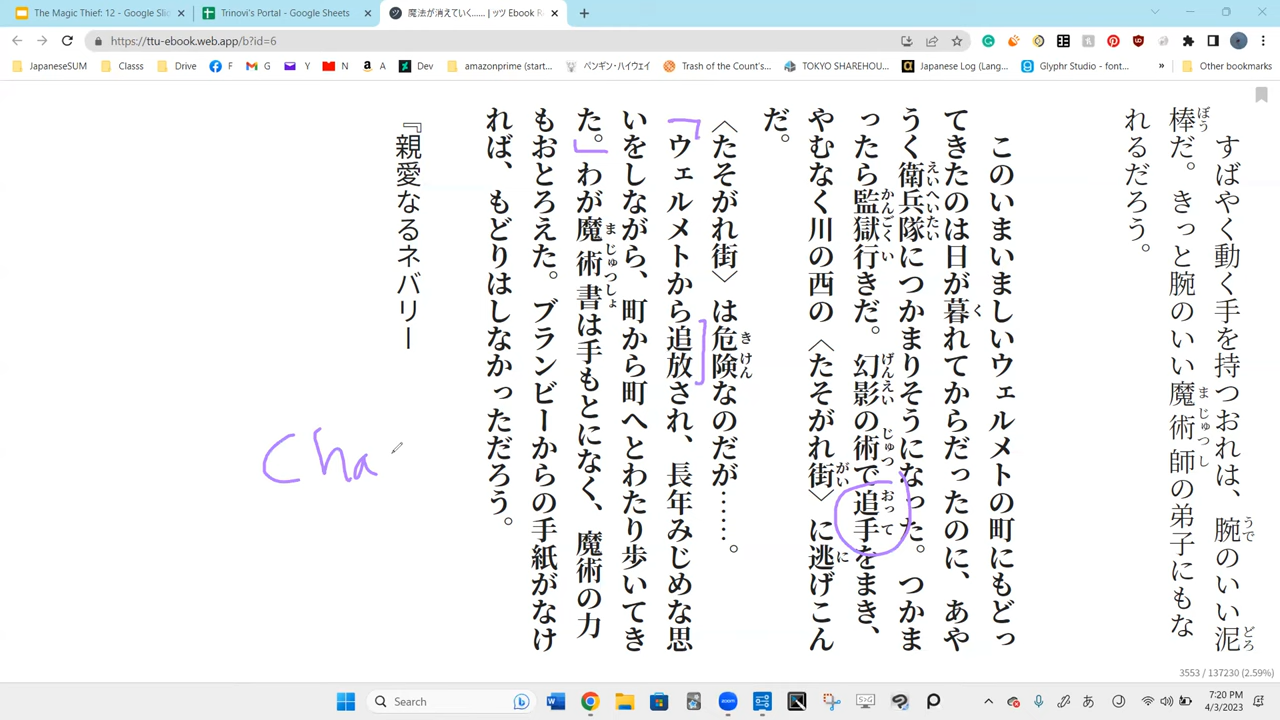 The Magic Thief: 12 - Google Slic
Trinovi's Portal - Google Sheets
魔法が消えていく…… | ッツ Ebook R
https://ttu-ebook.web.app/b?id=6
JapaneseSUM
Classs
Drive
F
G
Y
N
A
Dev
amazonprime (start...
ペンギン・ハイウェイ
Trash of the Count's...
TOKYO SHAREHOU...
Japanese Log (Lang...
Glyphr Studio - font...
Other bookmarks
すばやく動く手を持つおれは、腕のいい泥
棒だ。きっと腕のいい魔術師の弟子にもな
れるだろう。
このいまいましいウェルメトの町にもどっ
てきたのは日が暮れてからだったのに、あや
うく衛兵隊につかまりそうになった。つかま
ったら監獄行きだ。幻影の術で追手をまき、
やむなく川の西の〈たそがれ街〉に逃げこん
だ。
〈たそがれ街〉は危険なのだが……。
ウェルメトから追放され、長年みじめな思
いをしながら、町から町へとわたり歩いてき
た。わが魔術書は手もとになく、魔術の力
もおとろえた。ブランビーからの手紙がなけ
れば、もどりはしなかっただろう。
『親愛なるネバリー
Cha
3553 / 137230 (2.59%)
Search
7:20 PM
4/3/2023